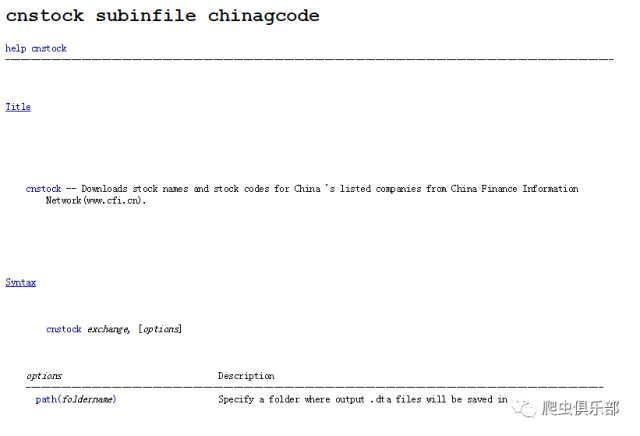 cnstock subinfile chinagcode
help cnstock
Title
cnstock -- Downloads stock names and stock codes for China 's listed companies from China Finance Information
Network(www.cfi.cn).
Syntax
cnstock exchange, [options]
options Description
path(foldername) Specify a folder where output .dta files will be saved in
爬虫俱乐部